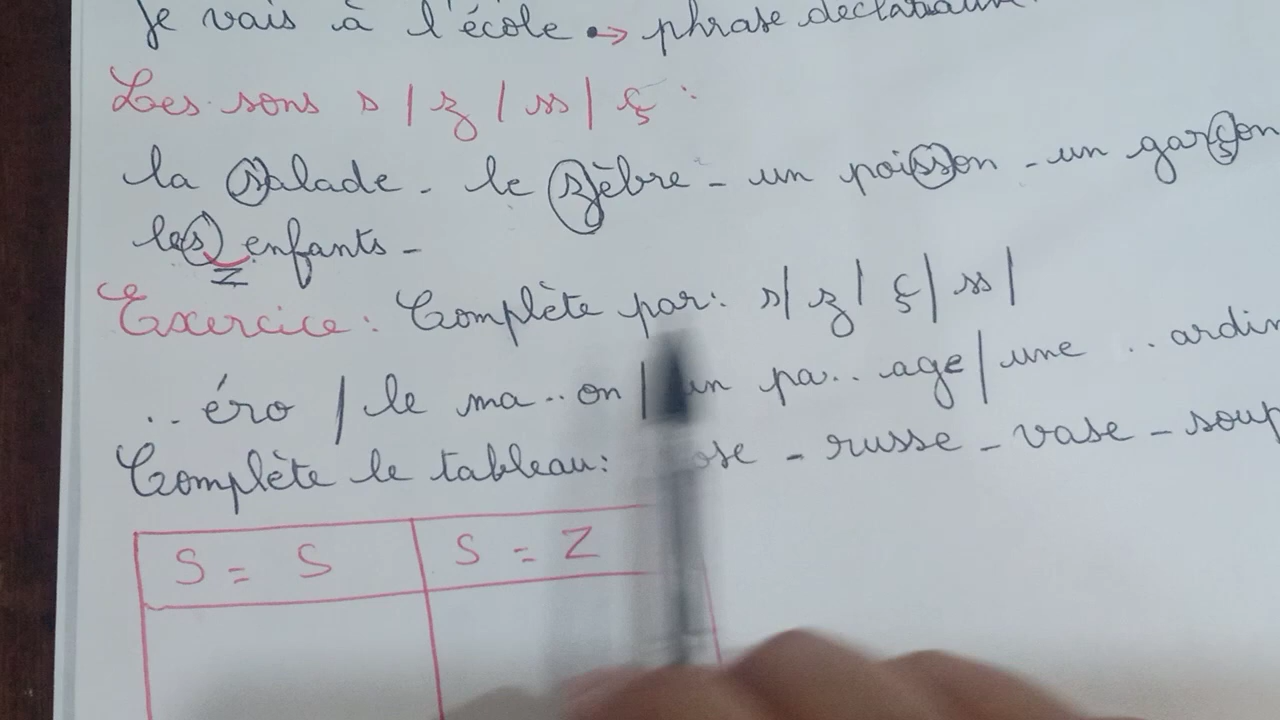 Je vais à l'école → phrase
Les sons s / z / ss / ç :
la salade - le zèbre - un poisson - un garçon
les enfants -
z
Exercice : Complète par : s / z / ç / ss /
.. éro / le ma .. on / un pa .. age / une .. ardin
Complète le tableau : ose - russe - vase - soup
S = S S = Z